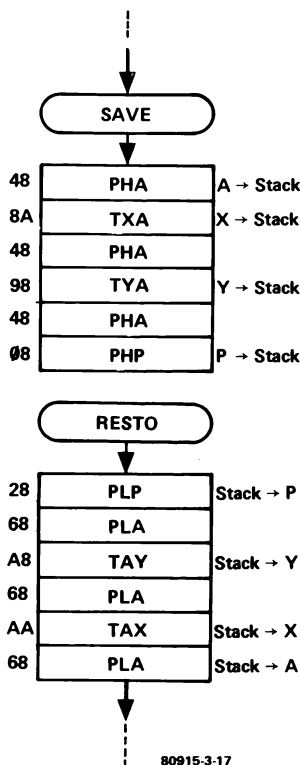 SAVE
48 PHA A → Stack
8A TXA X → Stack
48 PHA
98 TYA Y → Stack
48 PHA
Ø8 PHP P → Stack
RESTO
28 PLP Stack → P
68 PLA
A8 TAY Stack → Y
68 PLA
AA TAX Stack → X
68 PLA Stack → A
80915-3-17